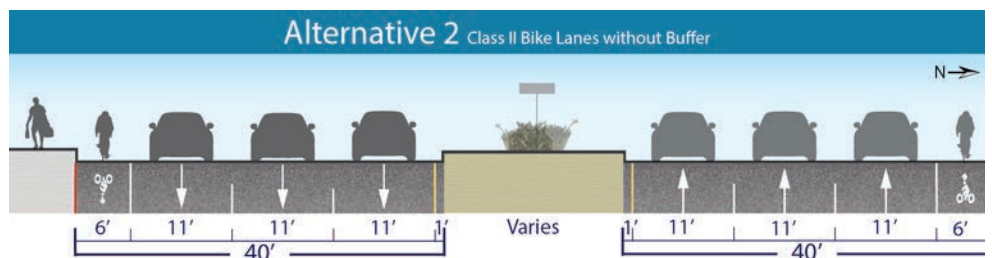 Alternative 2 Class II Bike Lanes without Buffer
N
6' 11' 11' 11' 1' Varies 1' 11' 11' 11' 6'
40' 40'